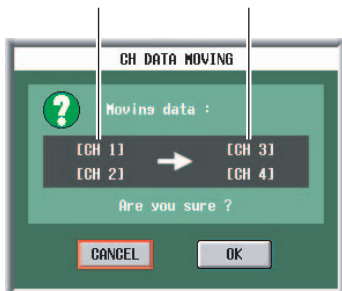 CH DATA MOVING
?
Moving data :
[CH 1] → [CH 3]
[CH 2] [CH 4]
Are you sure ?
CANCEL OK